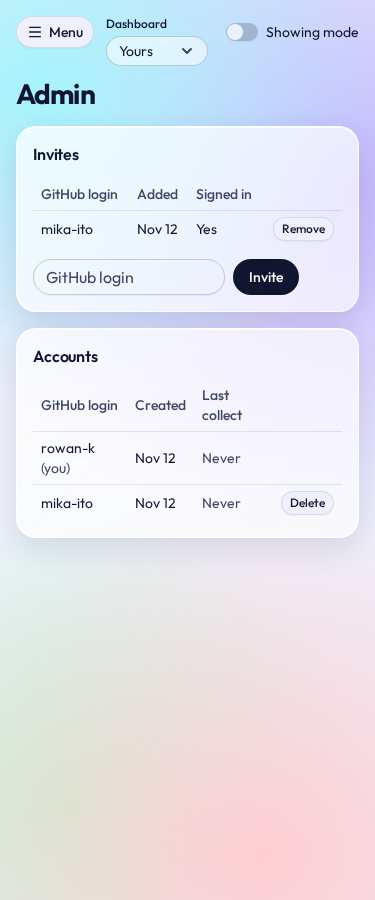 Menu
Dashboard
Yours
Showing mode
Admin
Invites
GitHub login Added Signed in
mika-ito Nov 12 Yes Remove
GitHub login Invite
Accounts
GitHub login Created Last collect
rowan-k (you) Nov 12 Never
mika-ito Nov 12 Never Delete